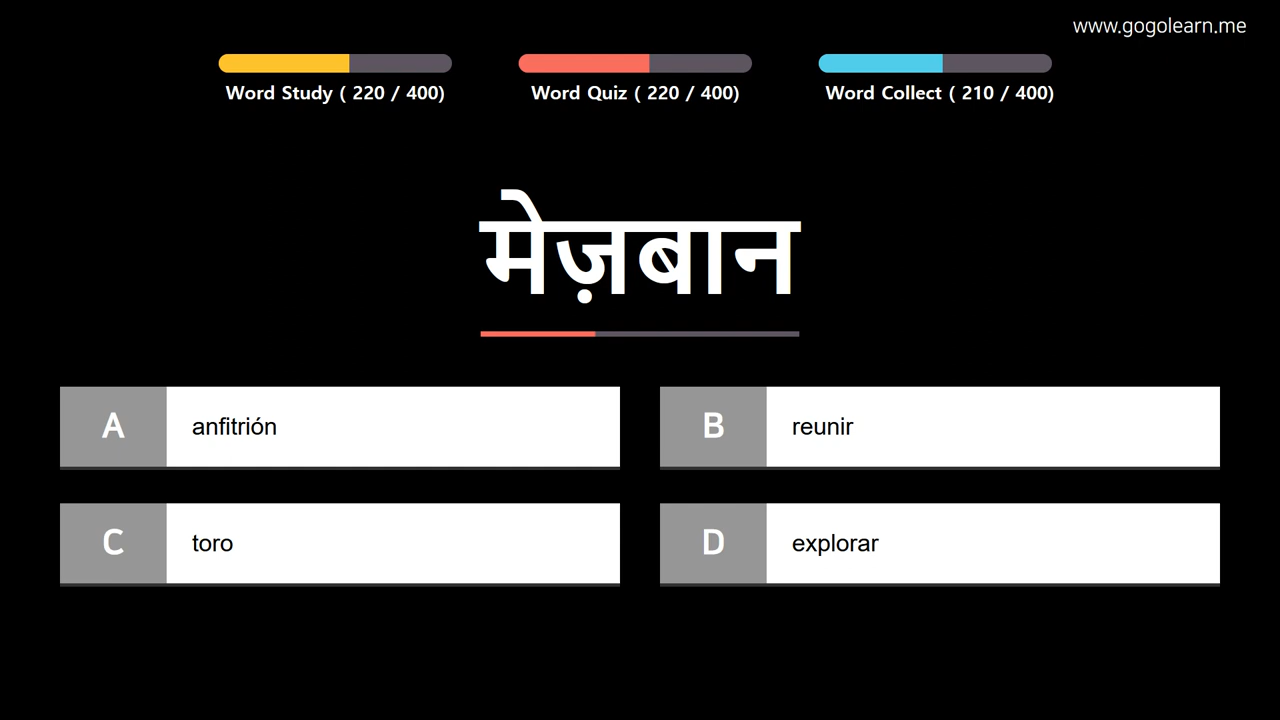 www.gogolearn.me
Word Study ( 220 / 400)
Word Quiz ( 220 / 400)
Word Collect ( 210 / 400)
मेज़बान
A anfitrión
B reunir
C toro
D explorar